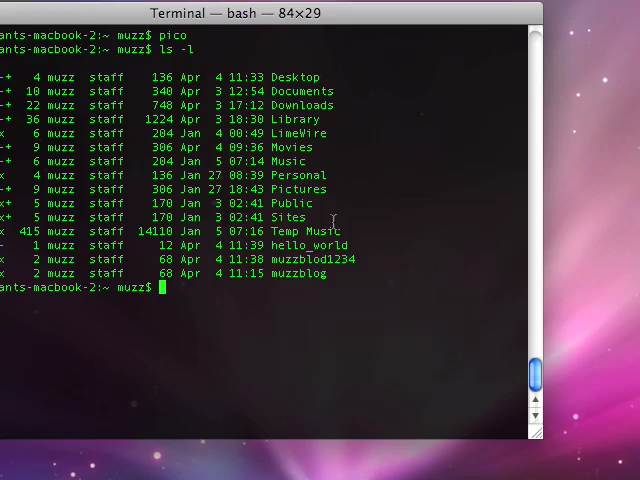 Terminal — bash — 84×29
ants-macbook-2:~ muzz$ pico
ants-macbook-2:~ muzz$ ls -l
-+ 4 muzz staff 136 Apr 4 11:33 Desktop
-+ 10 muzz staff 340 Apr 3 12:54 Documents
-+ 22 muzz staff 748 Apr 3 17:12 Downloads
-+ 36 muzz staff 1224 Apr 3 18:30 Library
x 6 muzz staff 204 Jan 4 00:49 LimeWire
-+ 9 muzz staff 306 Apr 4 09:36 Movies
-+ 6 muzz staff 204 Jan 5 07:14 Music
x 4 muzz staff 136 Jan 27 08:39 Personal
-+ 9 muzz staff 306 Jan 27 18:43 Pictures
x+ 5 muzz staff 170 Jan 3 02:41 Public
x+ 5 muzz staff 170 Jan 3 02:41 Sites
x 415 muzz staff 14110 Jan 5 07:16 Temp Music
- 1 muzz staff 12 Apr 4 11:39 hello_world
x 2 muzz staff 68 Apr 4 11:38 muzzblod1234
x 2 muzz staff 68 Apr 4 11:15 muzzblog
ants-macbook-2:~ muzz$